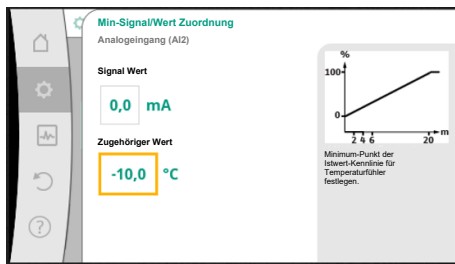 Min-Signal/Wert Zuordnung
Analogeingang (AI2)
Signal Wert
0,0 mA
Zugehöriger Wert
-10,0 °C
%
100
0
2 4 6 20 m
Minimum-Punkt der
Istwert-Kennlinie für
Temperaturfühler
festlegen.
?